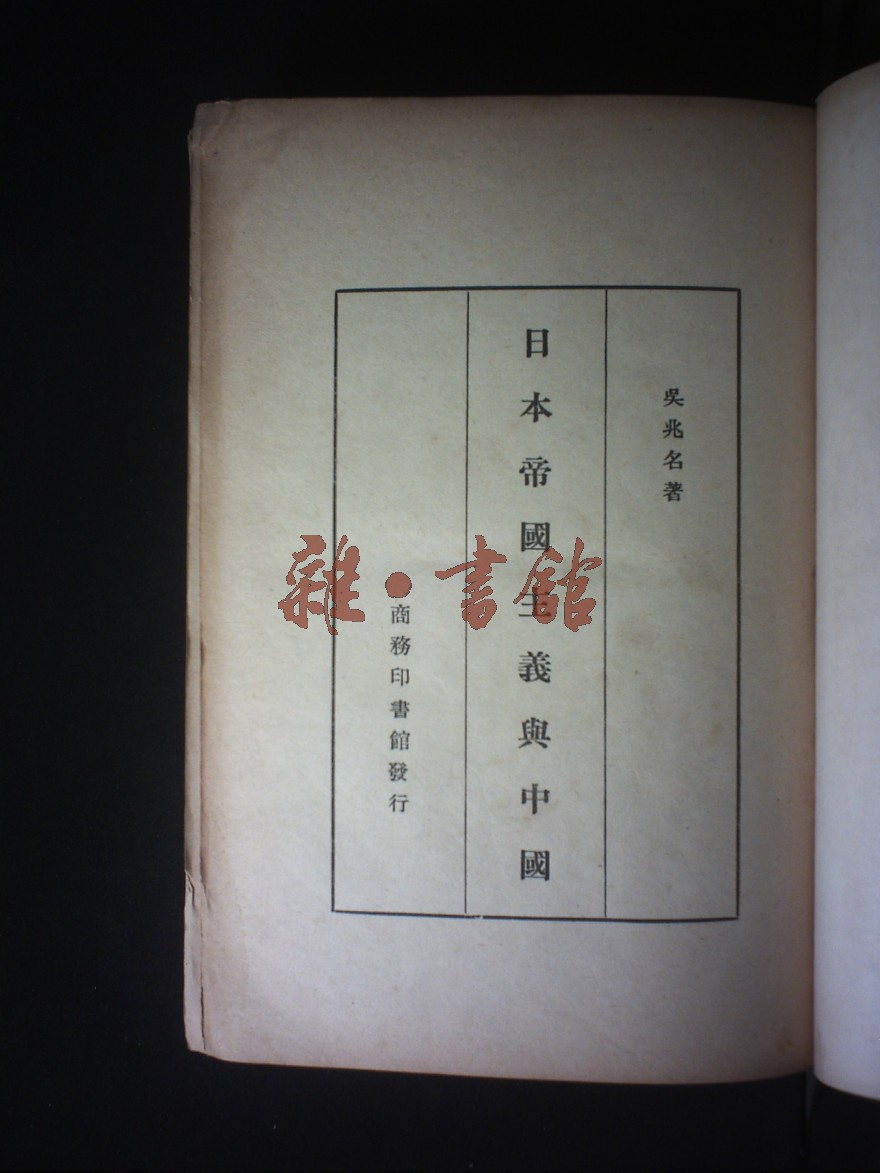 吳兆名著
日本帝國主義與中國
商務印書館發行
雜·書館